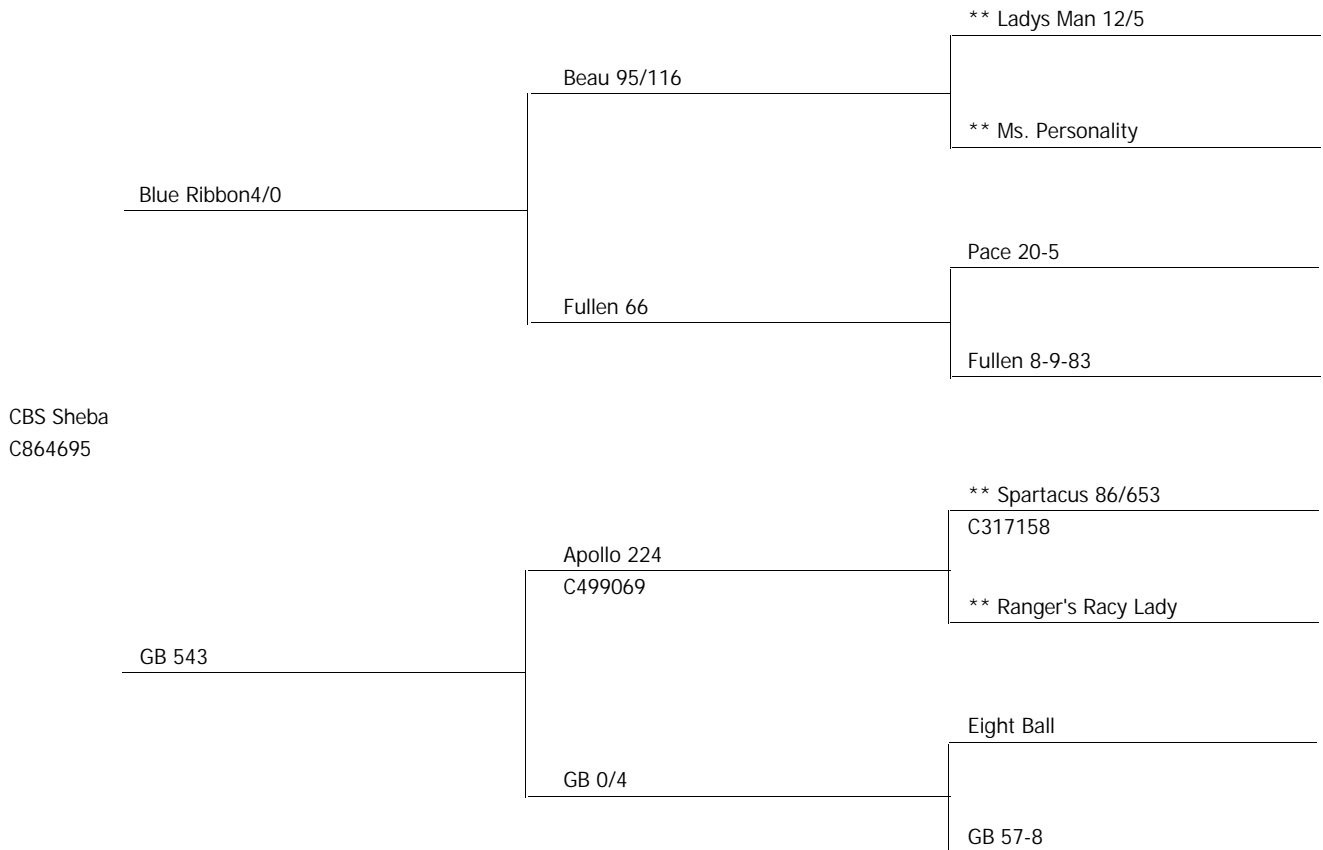 ** Ladys Man 12/5
Beau 95/116
** Ms. Personality
Blue Ribbon4/0
Pace 20-5
Fullen 66
Fullen 8-9-83
CBS Sheba
C864695
** Spartacus 86/653
C317158
Apollo 224
C499069
** Ranger's Racy Lady
GB 543
Eight Ball
GB 0/4
GB 57-8